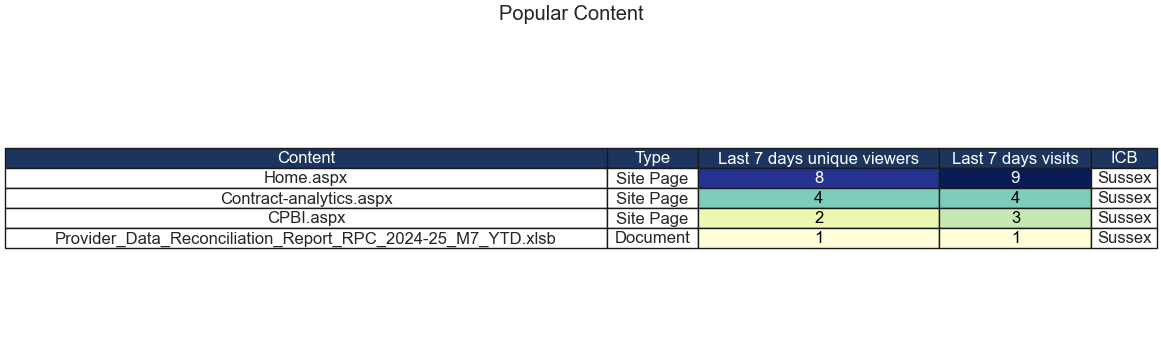 Popular Content
Content Type Last 7 days unique viewers Last 7 days visits ICB
Home.aspx Site Page 8 9 Sussex
Contract-analytics.aspx Site Page 4 4 Sussex
CPBI.aspx Site Page 2 3 Sussex
Provider_Data_Reconciliation_Report_RPC_2024-25_M7_YTD.xlsb Document 1 1 Sussex